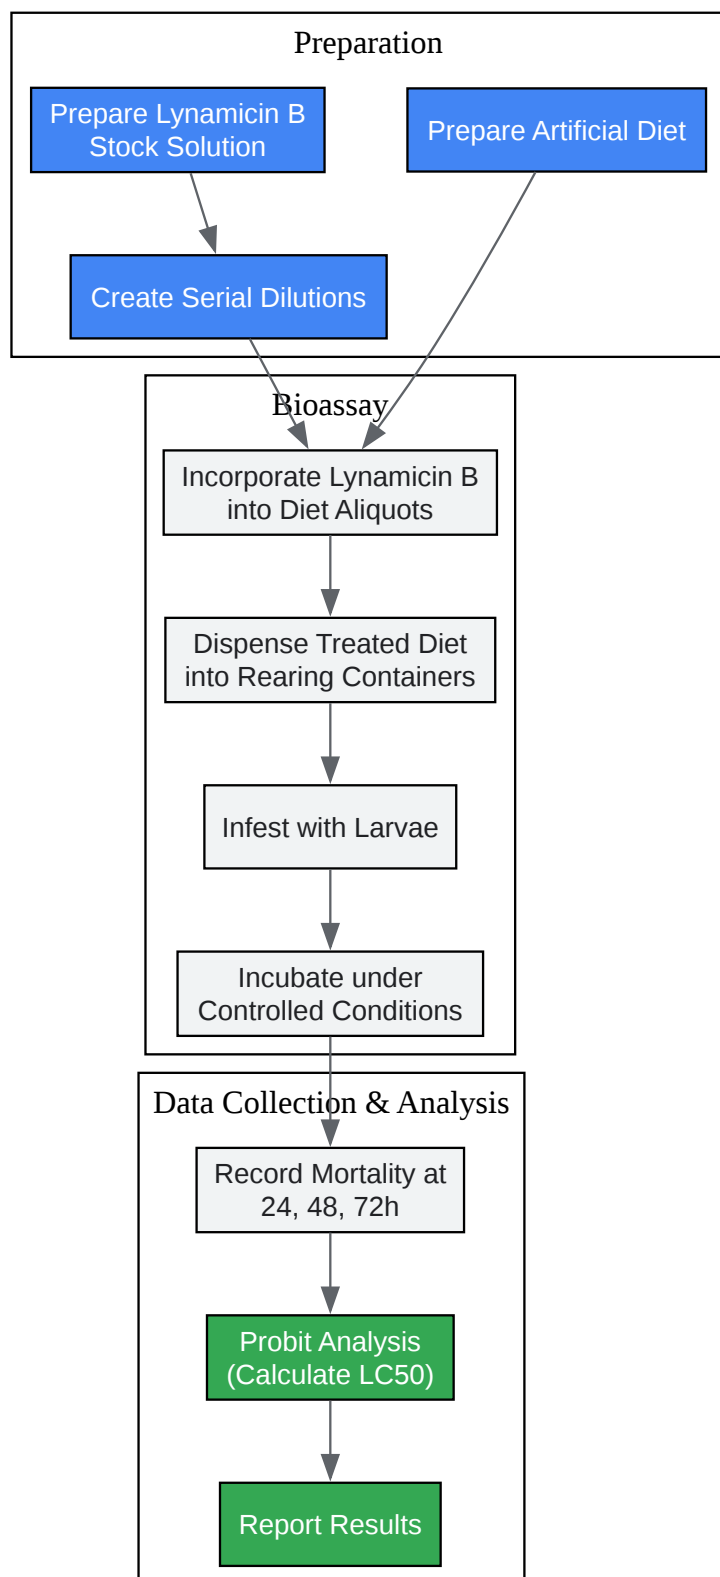 Preparation
Prepare Lynamicin B
Stock Solution
Prepare Artificial Diet
Create Serial Dilutions
Bioassay
Incorporate Lynamicin B
into Diet Aliquots
Dispense Treated Diet
into Rearing Containers
Infest with Larvae
Incubate under
Controlled Conditions
Data Collection & Analysis
Record Mortality at
24, 48, 72h
Probit Analysis
(Calculate LC50)
Report Results